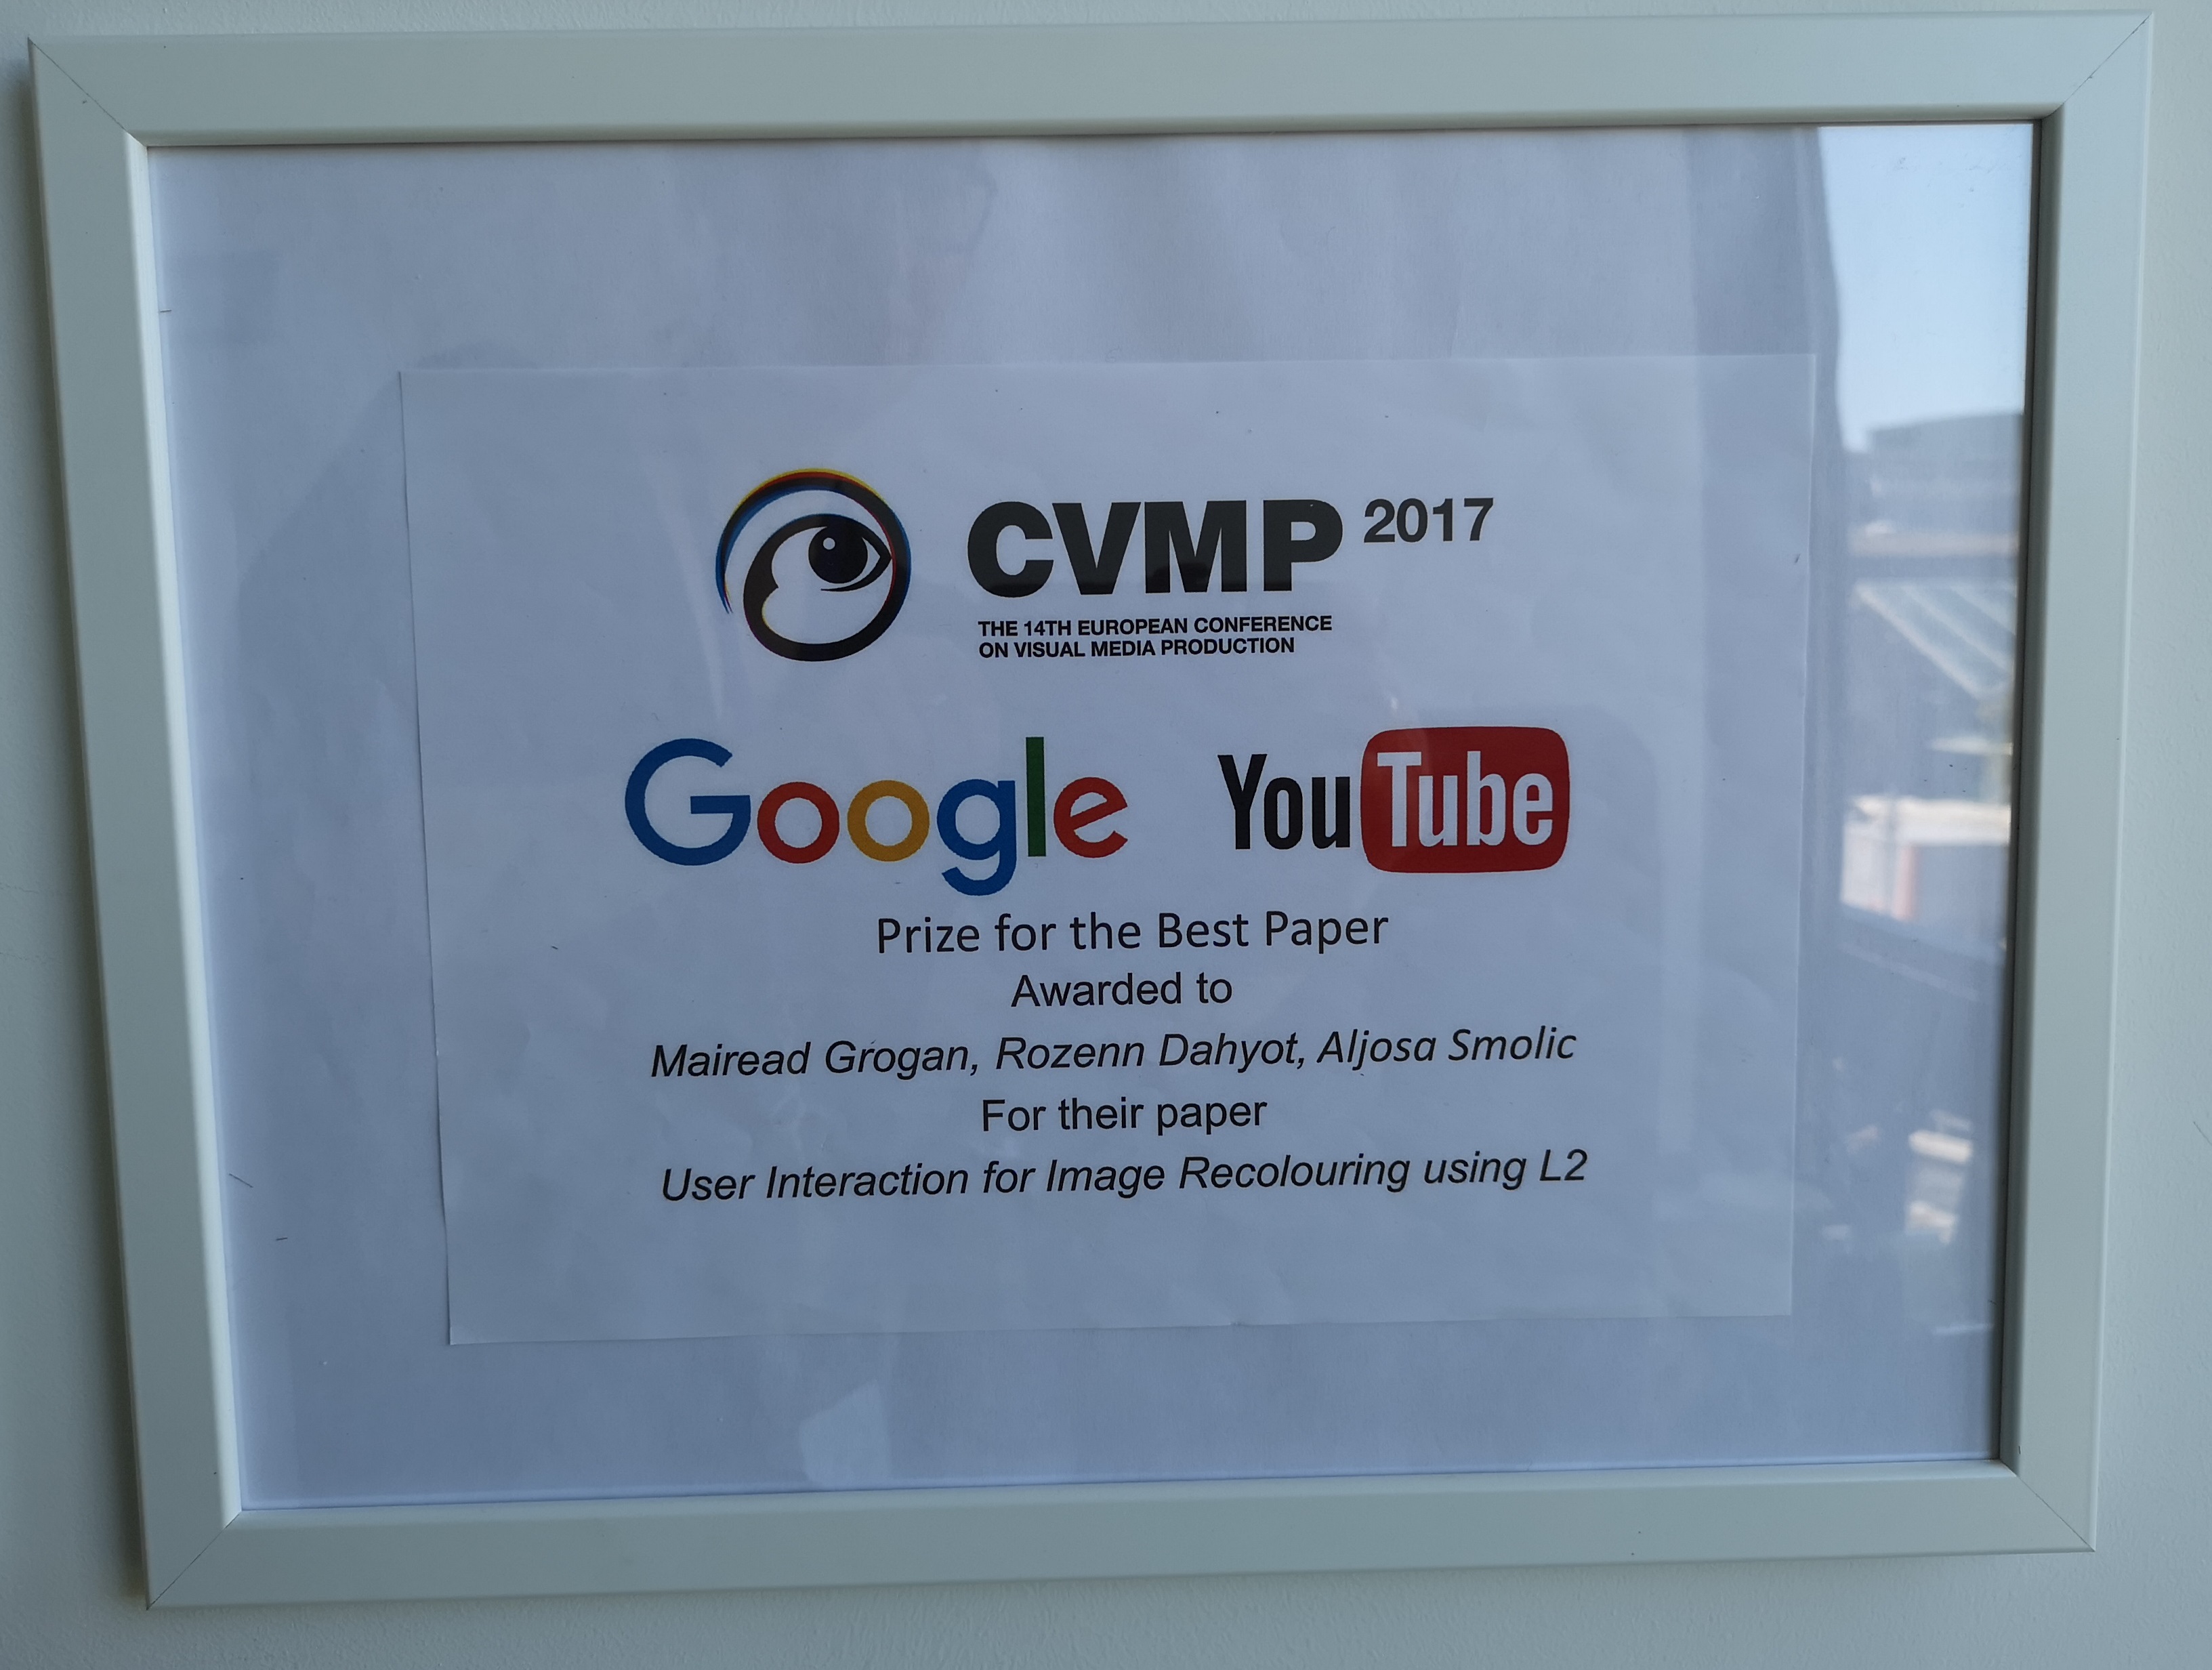 CVMP 2017
THE 14TH EUROPEAN CONFERENCE
ON VISUAL MEDIA PRODUCTION
Google YouTube
Prize for the Best Paper
Awarded to
Mairead Grogan, Rozenn Dahyot, Aljosa Smolic
For their paper
User Interaction for Image Recolouring using L2